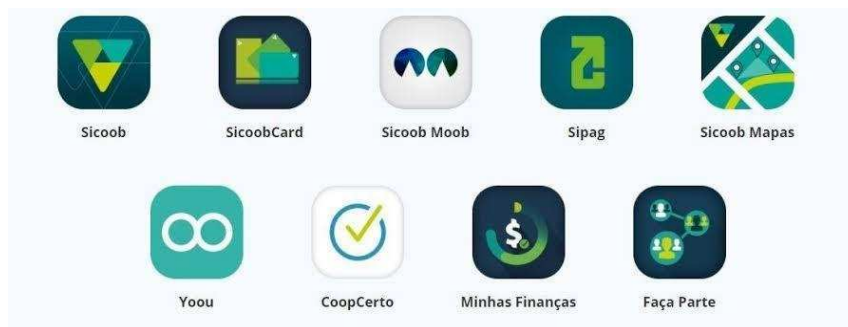 Sicoob
SicoobCard
Sicoob Moob
Sipag
Sicoob Mapas
Yoou
CoopCerto
Minhas Finanças
Faça Parte